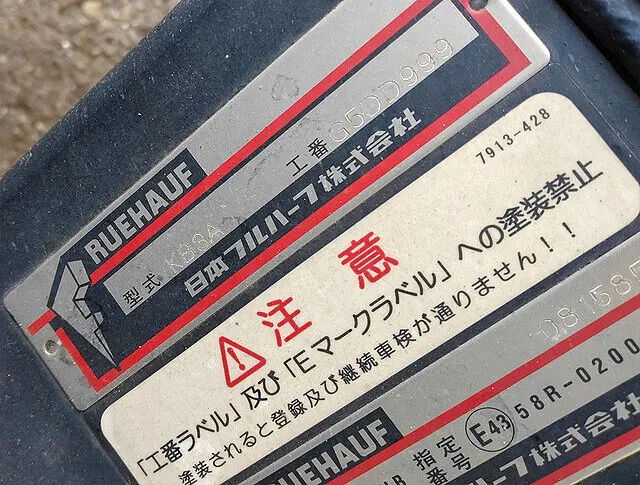 RUEHAUF
型式 KB3A
工番 G5DD999
日本フルハーフ株式会社
7913-428
注意
「工番ラベル」及び「Eマークラベル」への塗装禁止
塗装されると登録及び継続車検が通りません!!
RUEHAUF
指定番号 E43 58R-0200
フ株式会社